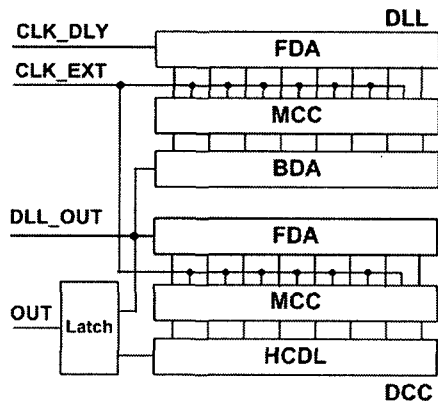 DLL
CLK_DLY
FDA
CLK_EXT
MCC
BDA
DLL_OUT
FDA
OUT
Latch
MCC
HCDL
DCC